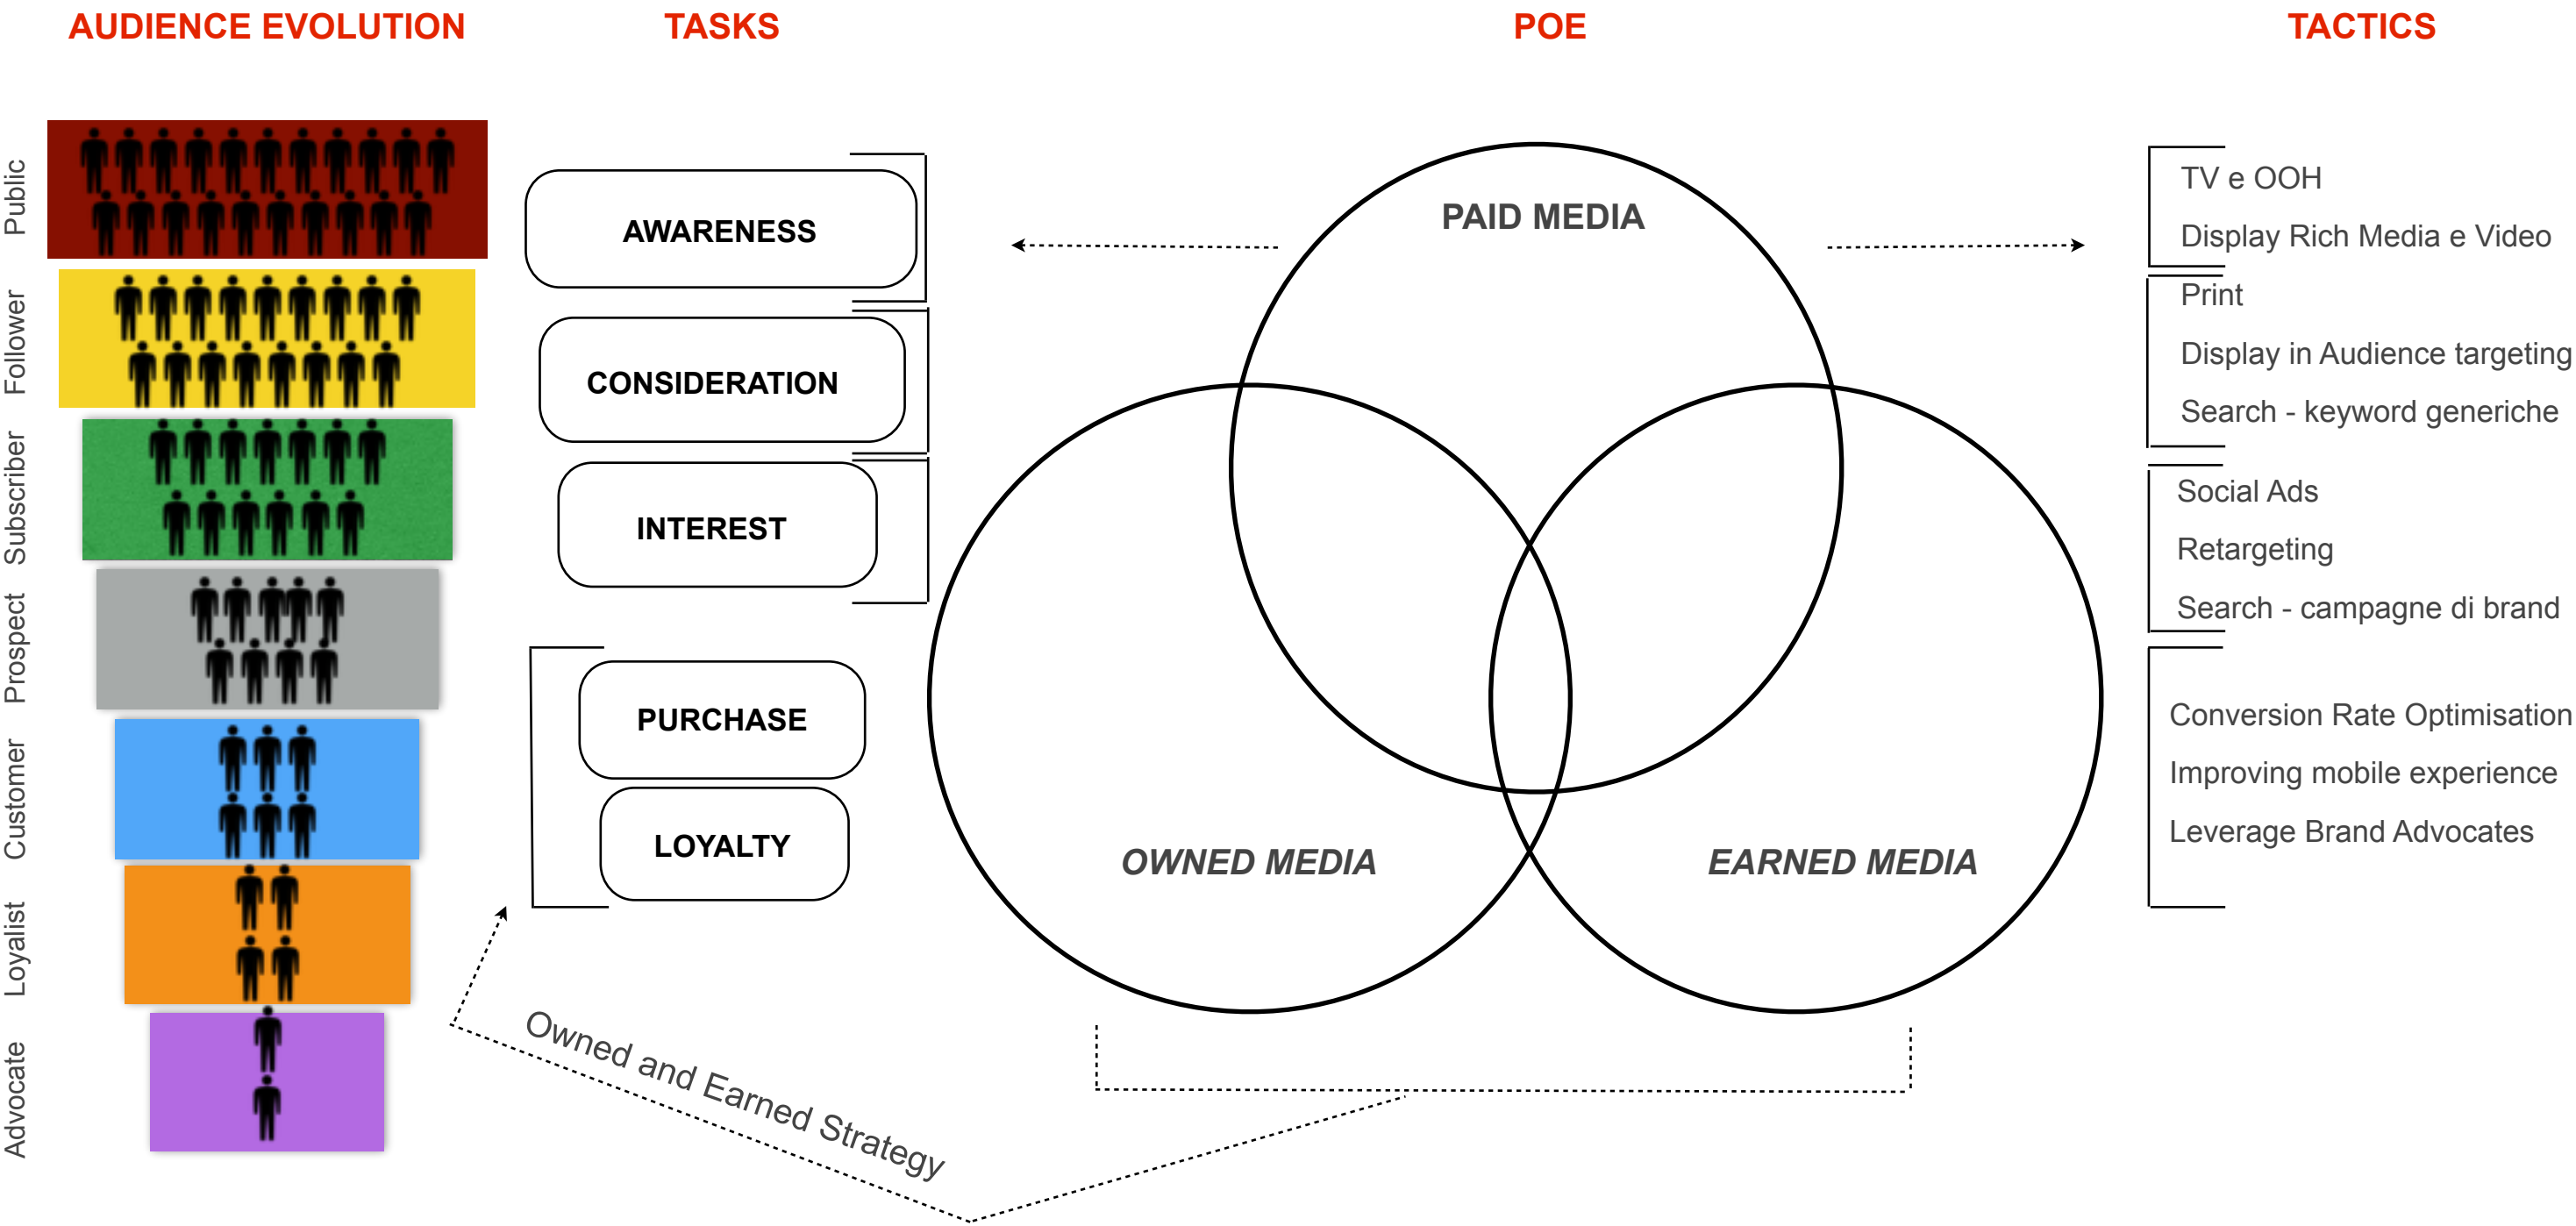 AUDIENCE EVOLUTION
TASKS
POE
TACTICS
Public
Follower
Subscriber
Prospect
Customer
Loyalist
Advocate
AWARENESS
CONSIDERATION
INTEREST
PURCHASE
LOYALTY
Owned and Earned Strategy
PAID MEDIA
OWNED MEDIA
EARNED MEDIA
TV e OOH
Display Rich Media e Video
Print
Display in Audience targeting
Search - keyword generiche
Social Ads
Retargeting
Search - campagne di brand
Conversion Rate Optimisation
Improving mobile experience
Leverage Brand Advocates